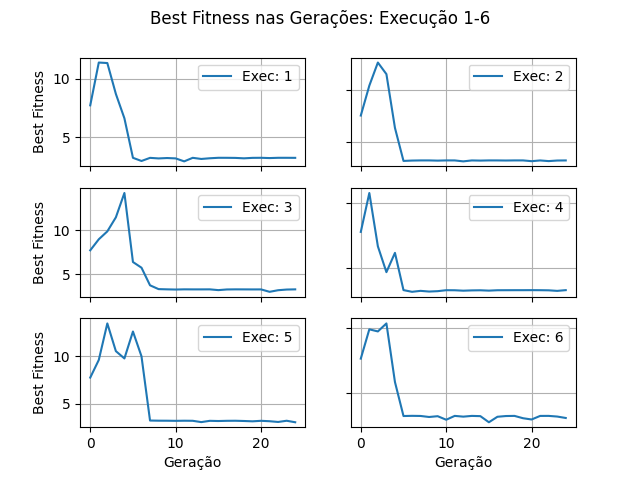 Best Fitness nas Gerações: Execução 1-6
Best Fitness
10
5
Exec: 1
Exec: 2
Best Fitness
10
5
Exec: 3
Exec: 4
Best Fitness
10
5
Exec: 5
Exec: 6
0
10
20
0
10
20
Geração
Geração